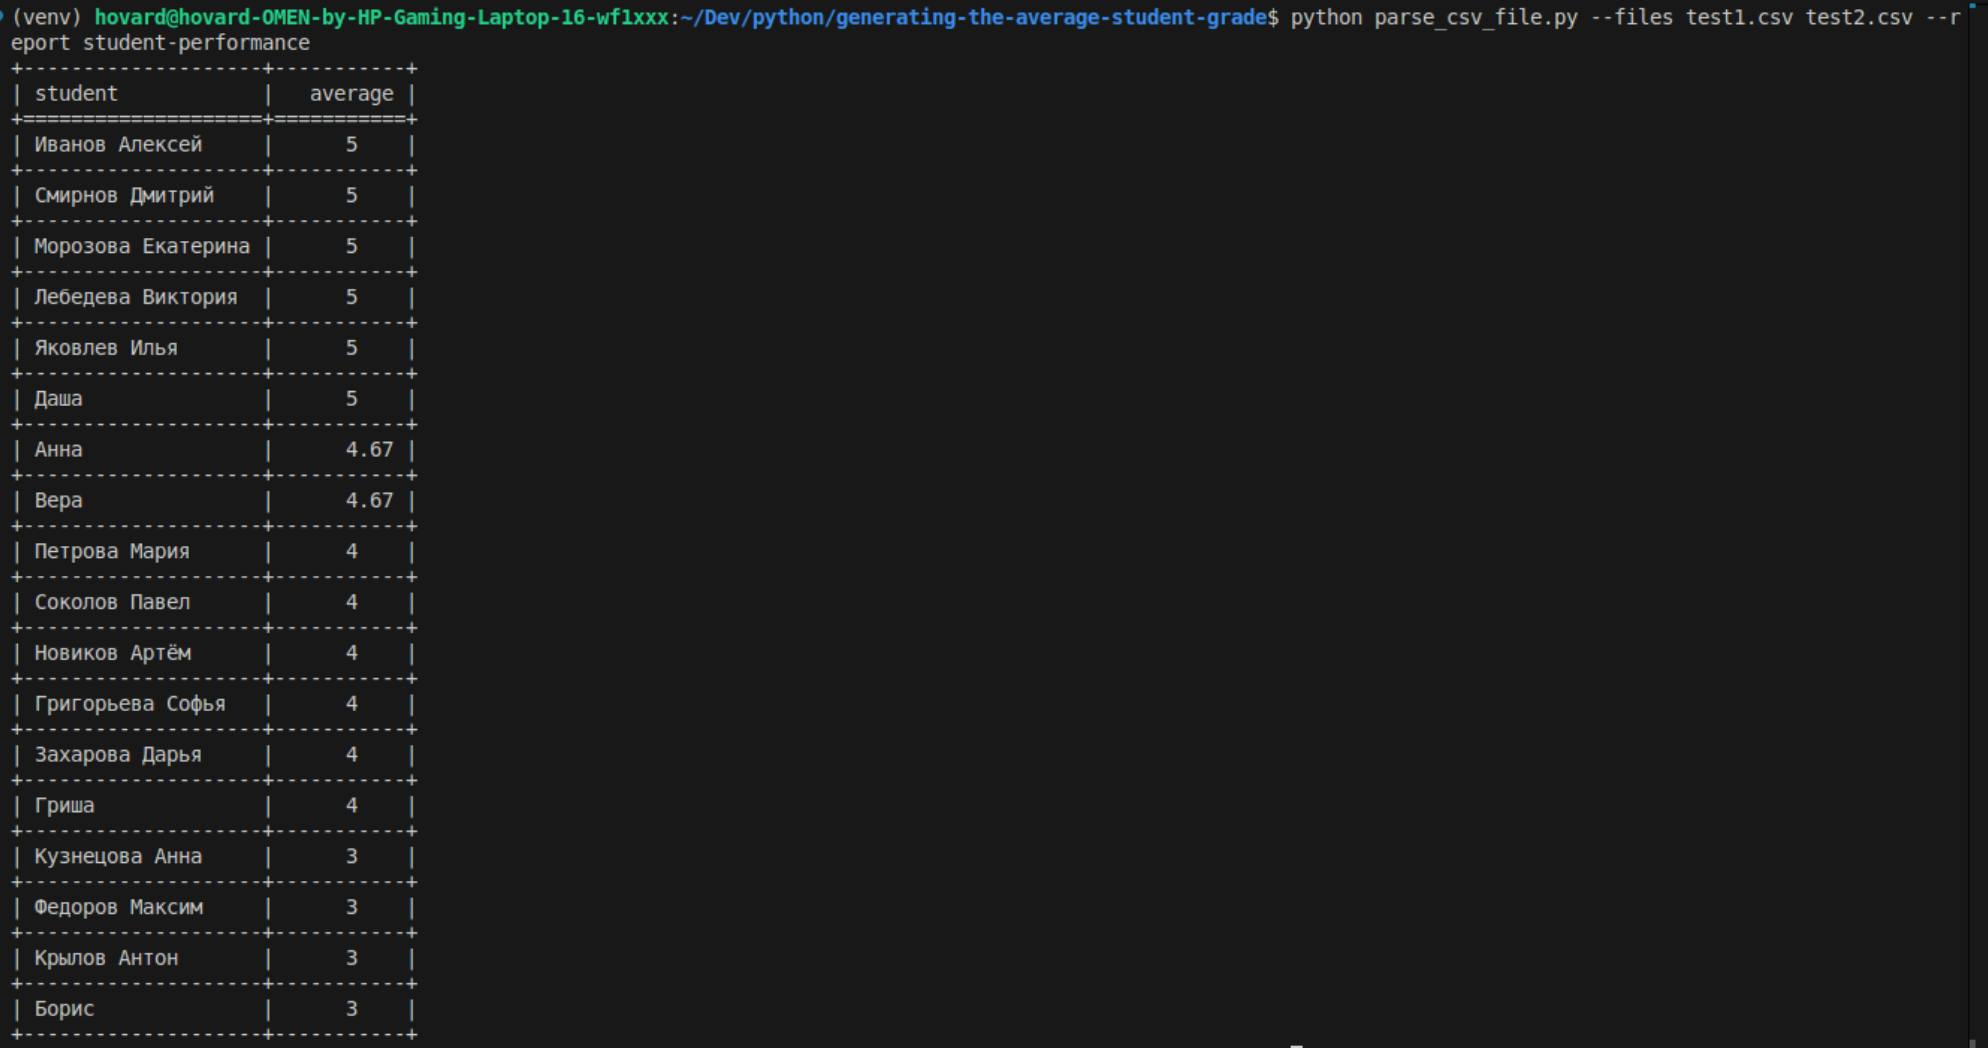 (venv) hovard@hovard-OMEN-by-HP-Gaming-Laptop-16-wf1xxx:~/Dev/python/generating-the-average-student-grade$ python parse_csv_file.py --files test1.csv test2.csv --r
eport student-performance
+--------------------+-----------+
| student            |   average |
+====================+===========+
| Иванов Алексей     |      5    |
+--------------------+-----------+
| Смирнов Дмитрий    |      5    |
+--------------------+-----------+
| Морозова Екатерина |      5    |
+--------------------+-----------+
| Лебедева Виктория  |      5    |
+--------------------+-----------+
| Яковлев Илья       |      5    |
+--------------------+-----------+
| Даша               |      5    |
+--------------------+-----------+
| Анна               |      4.67 |
+--------------------+-----------+
| Вера               |      4.67 |
+--------------------+-----------+
| Петрова Мария      |      4    |
+--------------------+-----------+
| Соколов Павел      |      4    |
+--------------------+-----------+
| Новиков Артём      |      4    |
+--------------------+-----------+
| Григорьева Софья   |      4    |
+--------------------+-----------+
| Захарова Дарья     |      4    |
+--------------------+-----------+
| Гриша              |      4    |
+--------------------+-----------+
| Кузнецова Анна     |      3    |
+--------------------+-----------+
| Федоров Максим     |      3    |
+--------------------+-----------+
| Крылов Антон       |      3    |
+--------------------+-----------+
| Борис              |      3    |
+--------------------+-----------+